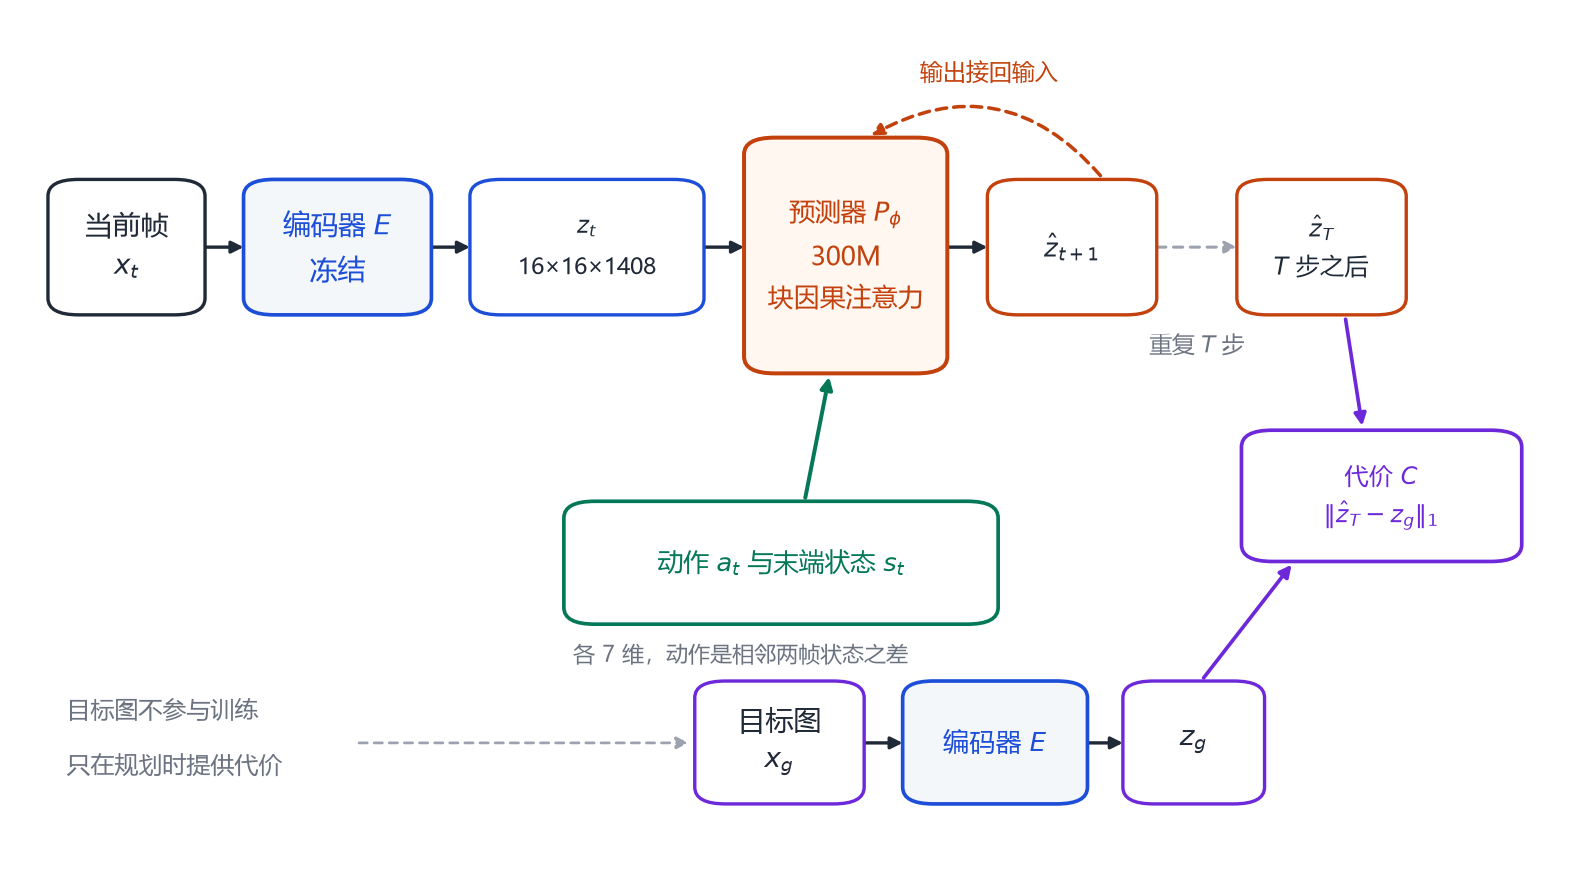 输出接回输入
当前帧
x_t
编码器 E
冻结
z_t
16×16×1408
预测器 P_ϕ
300M
块因果注意力
ẑ_{t+1}
ẑ_T
T 步之后
重复 T 步
代价 C
‖ẑ_T − z_g‖_1
动作 a_t 与末端状态 s_t
各 7 维，动作是相邻两帧状态之差
目标图不参与训练
只在规划时提供代价
目标图
x_g
编码器 E
z_g